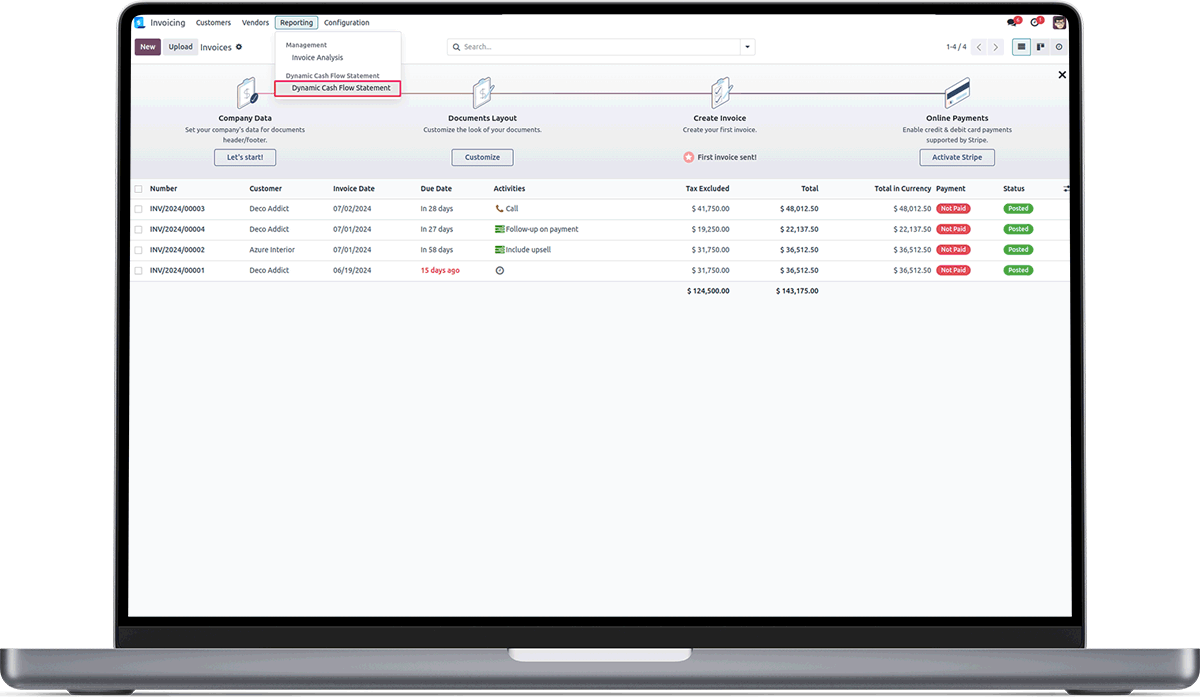 Invoicing Customers Vendors Reporting Configuration
New Upload Invoices Search... 1-4 / 4
Management
Invoice Analysis
Dynamic Cash Flow Statement
Dynamic Cash Flow Statement
Company Data Documents Layout Create Invoice Online Payments
Set your company's data for documents Customize the look of your documents. Create your first invoice. Enable credit & debit card payments
header/footer. supported by Stripe.
Let's start! Customize First invoice sent! Activate Stripe
Number Customer Invoice Date Due Date Activities Tax Excluded Total Total in Currency Payment Status
INV/2024/00003 Deco Addict 07/02/2024 In 28 days Call $ 41,750.00 $ 48,012.50 $ 48,012.50 Not Paid Posted
INV/2024/00004 Deco Addict 07/01/2024 In 27 days Follow-up on payment $ 19,250.00 $ 22,137.50 $ 22,137.50 Not Paid Posted
INV/2024/00002 Azure Interior 07/01/2024 In 58 days Include upsell $ 31,750.00 $ 36,512.50 $ 36,512.50 Not Paid Posted
INV/2024/00001 Deco Addict 06/19/2024 15 days ago $ 31,750.00 $ 36,512.50 $ 36,512.50 Not Paid Posted
$ 124,500.00 $ 143,175.00